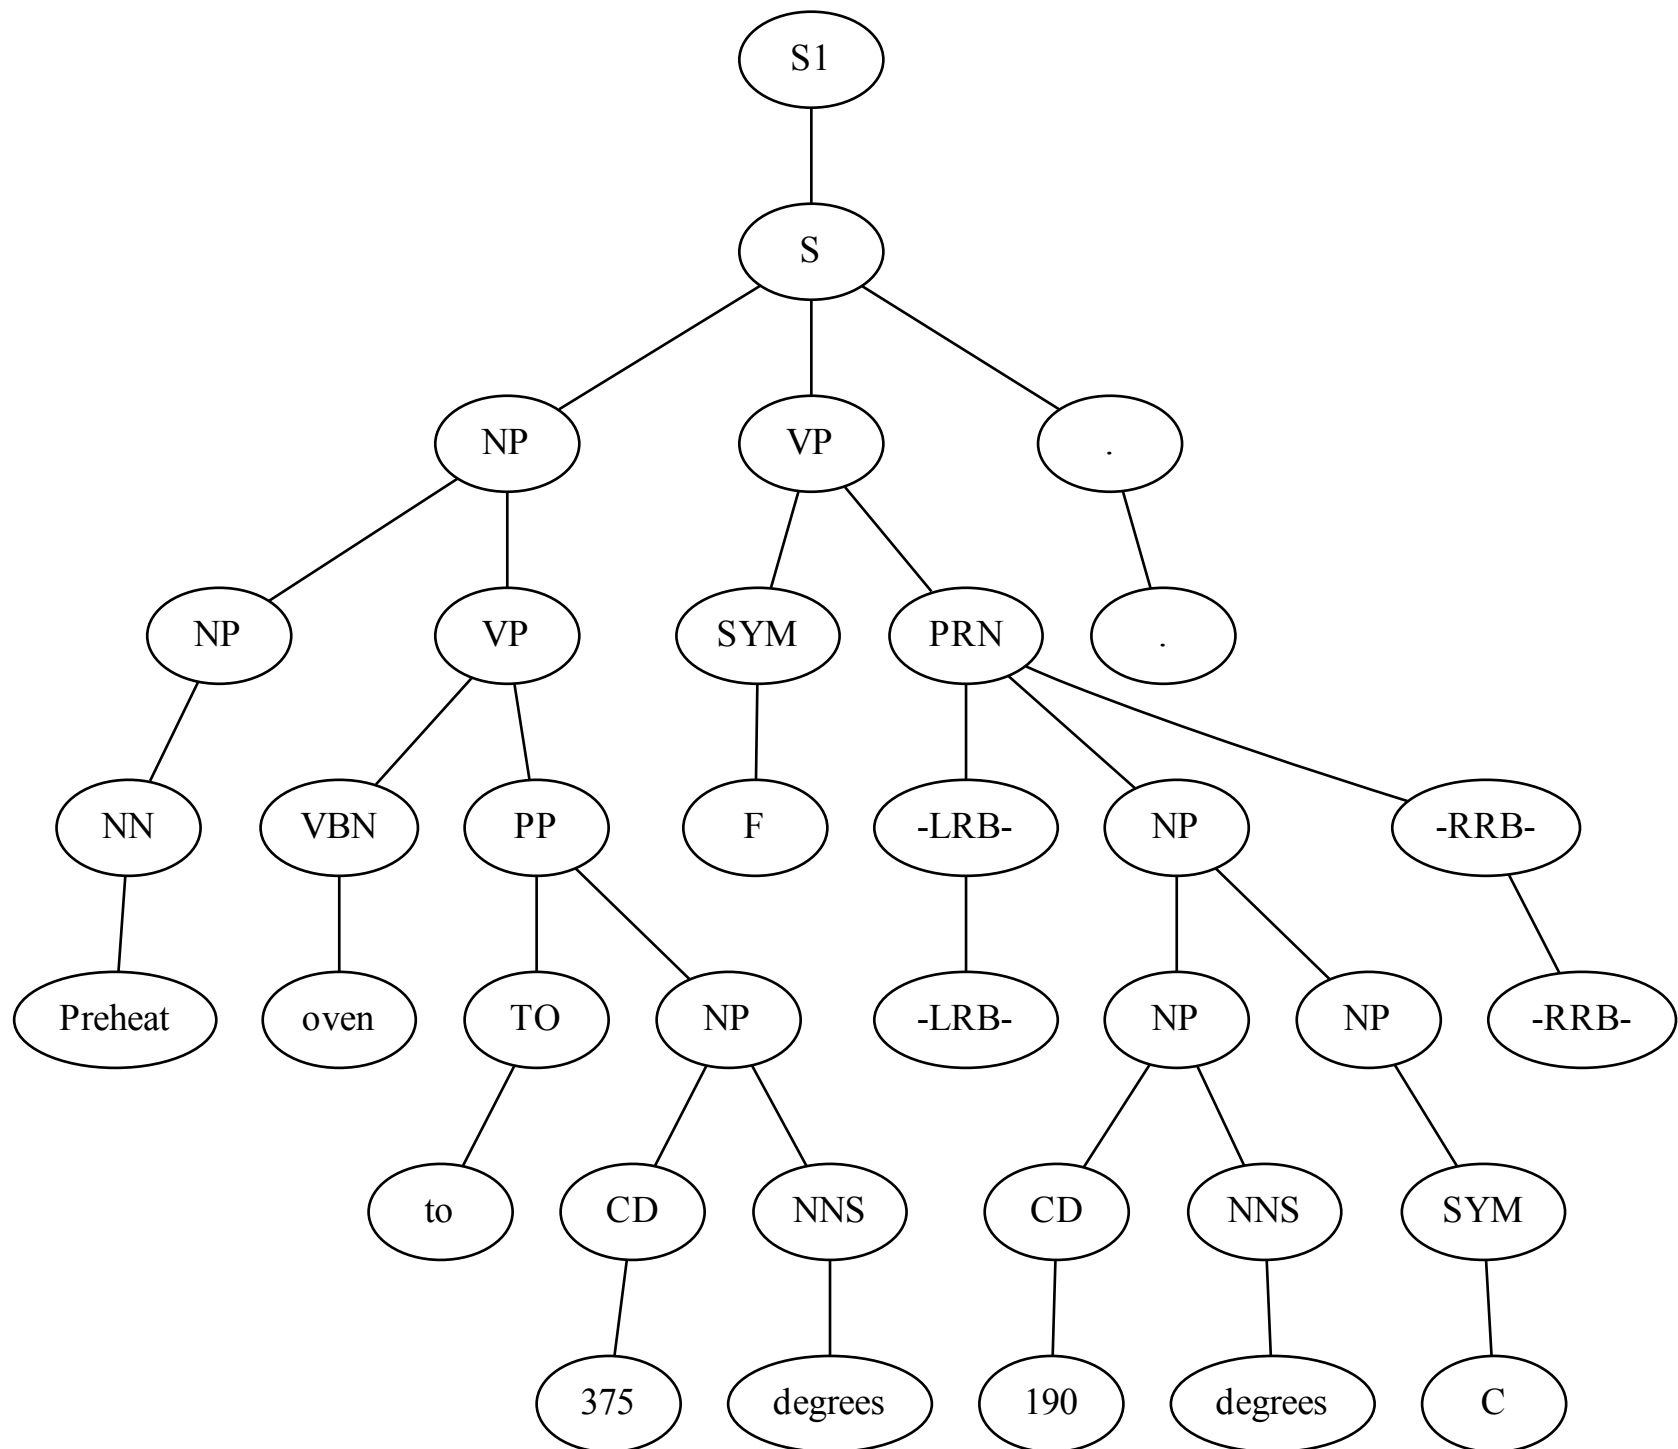 S1
S
NP VP .
NP VP SYM PRN .
NN VBN PP F -LRB- NP -RRB-
Preheat oven TO NP -LRB- NP NP -RRB-
to CD NNS CD NNS SYM
375 degrees 190 degrees C